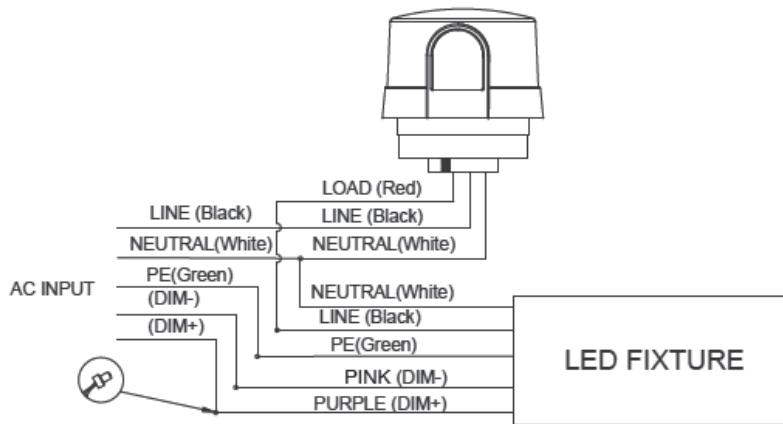 LOAD (Red)
LINE (Black)
LINE (Black)
NEUTRAL(White)
NEUTRAL(White)
AC INPUT
PE(Green)
(DIM-)
(DIM+)
NEUTRAL(White)
LINE (Black)
PE(Green)
PINK (DIM-)
PURPLE (DIM+)
LED FIXTURE